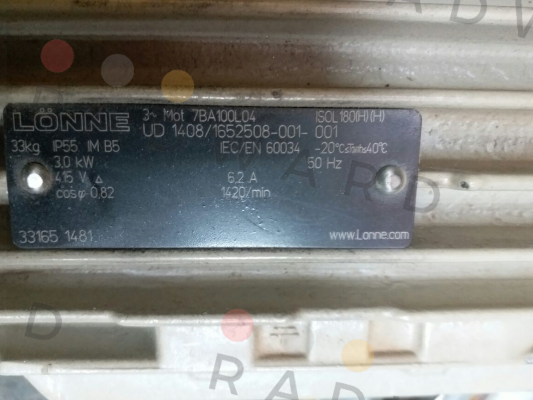 LÖNNE 3~ Mot 7BA100L04 ISOL 180(H)(H)
UD 1408/1652508-001-001
33kg IP55 IM B5 IEC/EN 60034 -20°C≤Tamb≤40°C
3.0 kW 50 Hz
415 V △ 6.2 A
cosφ 0,82 1420/min
33165 1481 www.Lonne.com